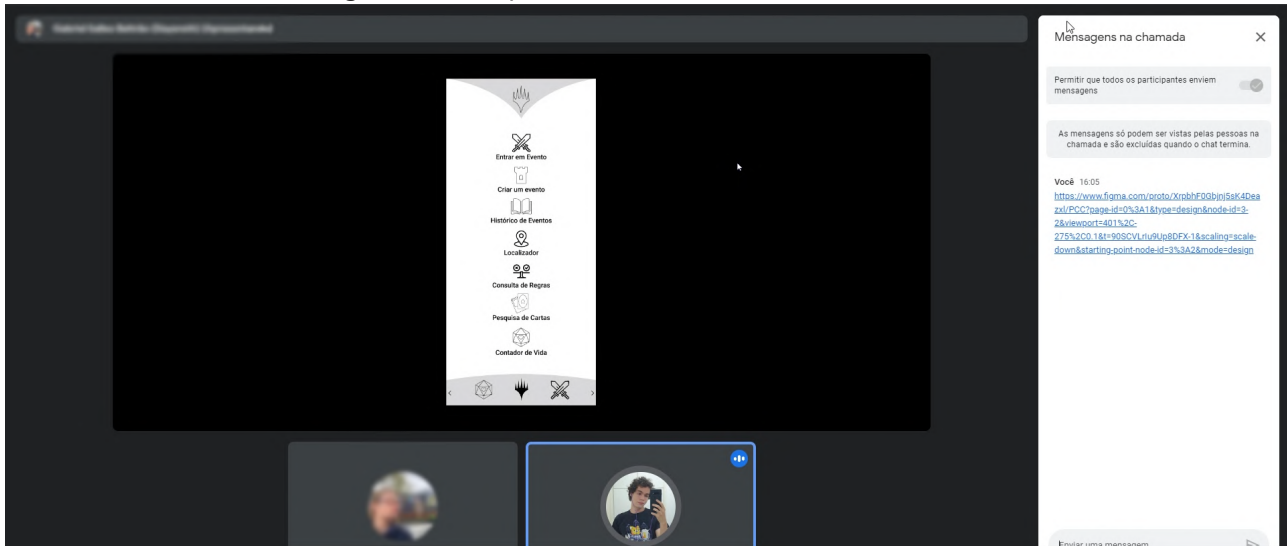 Mensagens na chamada
Permitir que todos os participantes enviem
mensagens
As mensagens só podem ser vistas pelas pessoas na
chamada e são excluídas quando o chat termina.
Você 16:05
https://www.figma.com/proto/XrpbhF0Gbjnj5sK4Dea
zxl/PCC?page-id=0%3A1&type=design&node-id=3-
2&viewport=401%2C-
275%2C0.1&t=90SCVLrIu9Up8DFX-1&scaling=scale-
down&starting-point-node-id=3%3A2&mode=design
Entrar em Evento
Criar um evento
Histórico de Eventos
Localizador
Consulta de Regras
Pesquisa de Cartas
Contador de Vida
Enviar uma mensagem